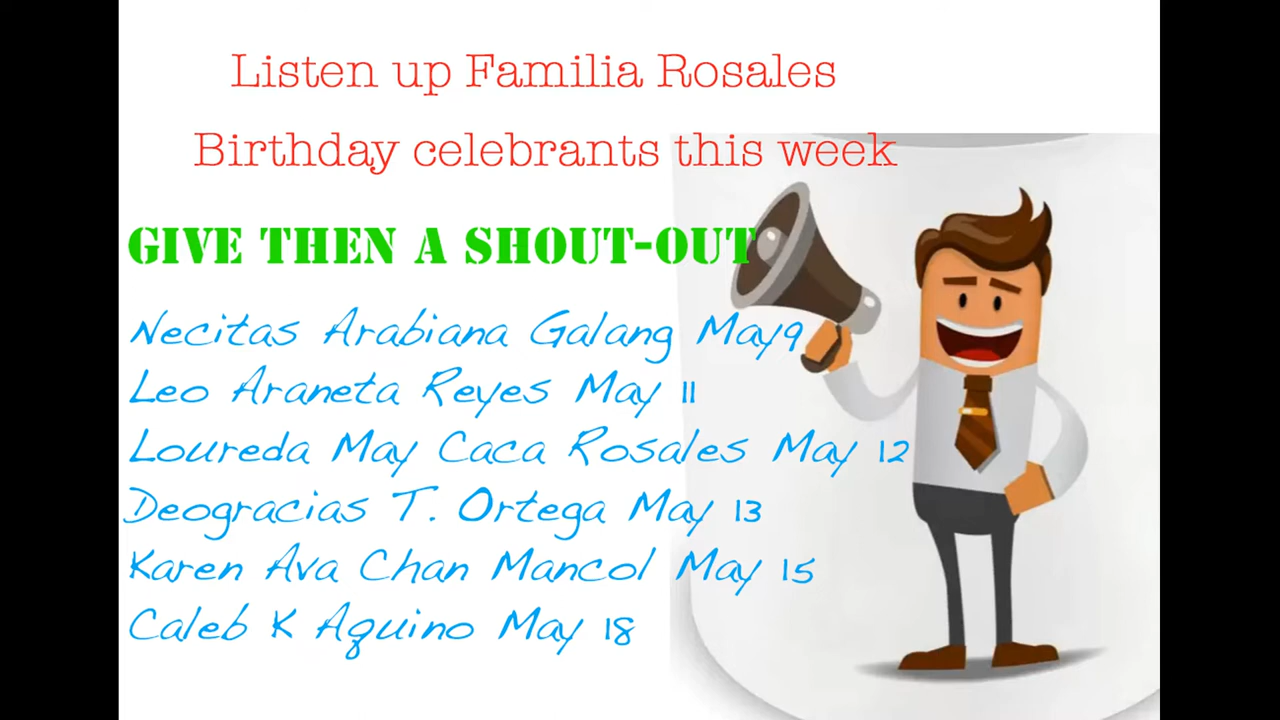 Listen up Familia Rosales
Birthday celebrants this week
GIVE THEN A SHOUT-OUT
Necitas Arabiana Galang May9
Leo Araneta Reyes May 11
Loureda May Caca Rosales May 12
Deogracias T. Ortega May 13
Karen Ava Chan Mancol May 15
Caleb K Aquino May 18